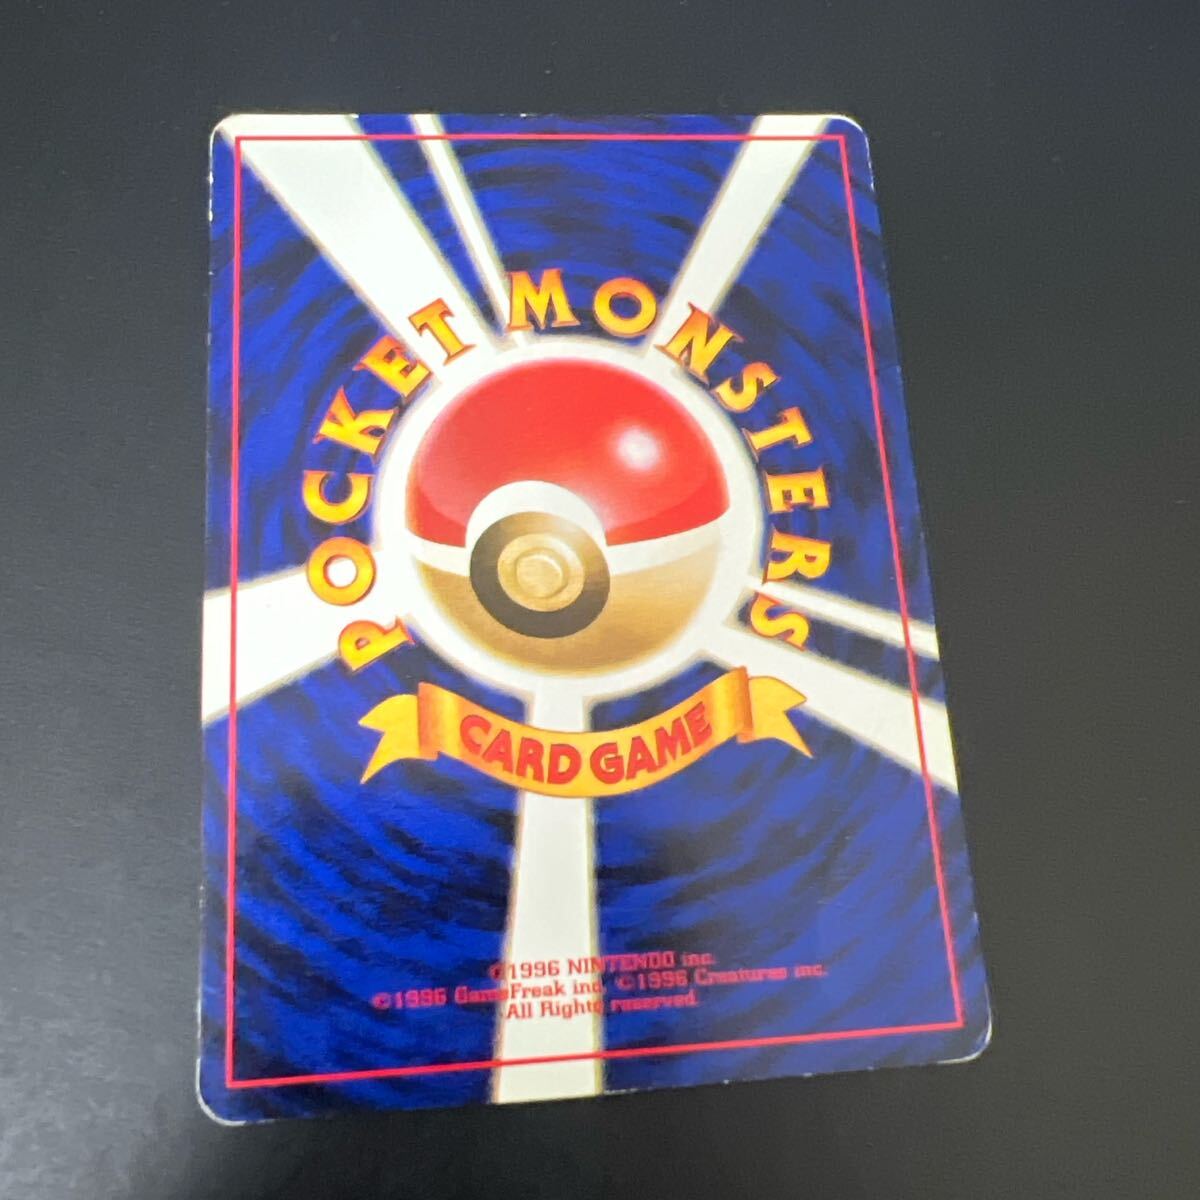 POCKET MONSTERS
CARD GAME
©1996 NINTENDO inc.
©1996 GameFreak inc. ©1996 Creatures inc.
All Rights reserved.